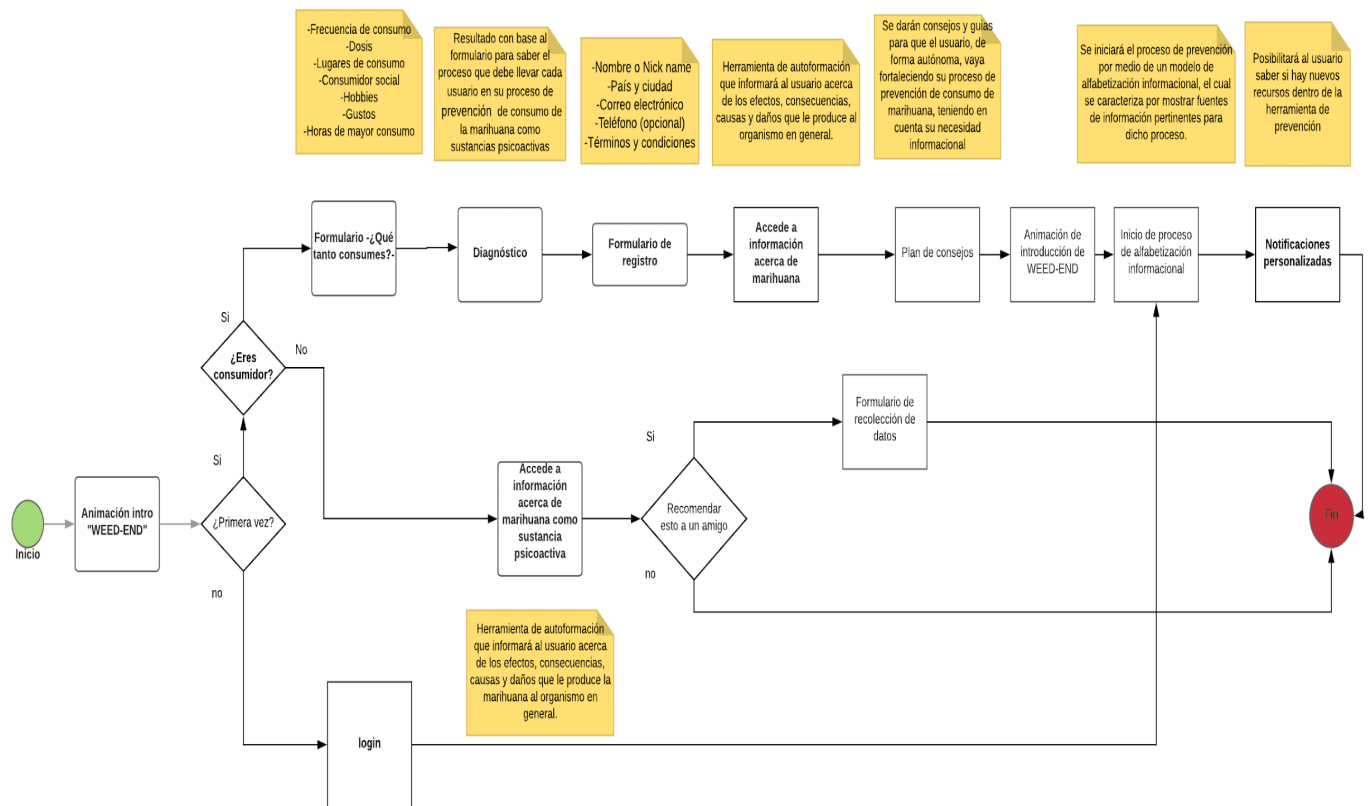 -Frecuencia de consumo
-Dosis
-Lugares de consumo
-Consumidor social
-Hobbies
-Gustos
-Horas de mayor consumo
Resultado con base al
formulario para saber el
proceso que debe llevar cada
usuario en su proceso de
prevención de consumo de
la marihuana como
sustancias psicoactivas
-Nombre o Nick name
-País y ciudad
-Correo electrónico
-Teléfono (opcional)
-Términos y condiciones
Herramienta de autoformación
que informará al usuario acerca
de los efectos, consecuencias,
causas y daños que le produce al
organismo en general.
Se darán consejos y guias
para que el usuario, de
forma autónoma, vaya
fortaleciendo su proceso de
prevención de consumo de
marihuana, teniendo en
cuenta su necesidad
informacional
Se iniciará el proceso de prevención
por medio de un modelo de
alfabetización informacional, el cual
se caracteriza por mostrar fuentes
de información pertinentes para
dicho proceso.
Posibilitará al usuario
saber si hay nuevos
recursos dentro de la
herramienta de
prevención
Formulario -¿Qué
tanto consumes?-
Diagnóstico
Formulario de
registro
Accede a
información
acerca de
marihuana
Plan de consejos
Animación de
introducción de
WEED-END
Inicio de proceso
de alfabetización
informacional
Notificaciones
personalizadas
Si
¿Eres
consumidor?
No
Si
Formulario de
recolección de
datos
Si
Animación intro
"WEED-END"
¿Primera vez?
Accede a
información
acerca de
marihuana como
sustancia
psicoactiva
Recomendar
esto a un amigo
Fin
Inicio
no
no
Herramienta de autoformación
que informará al usuario acerca
de los efectos, consecuencias,
causas y daños que le produce la
marihuana al organismo en
general.
login